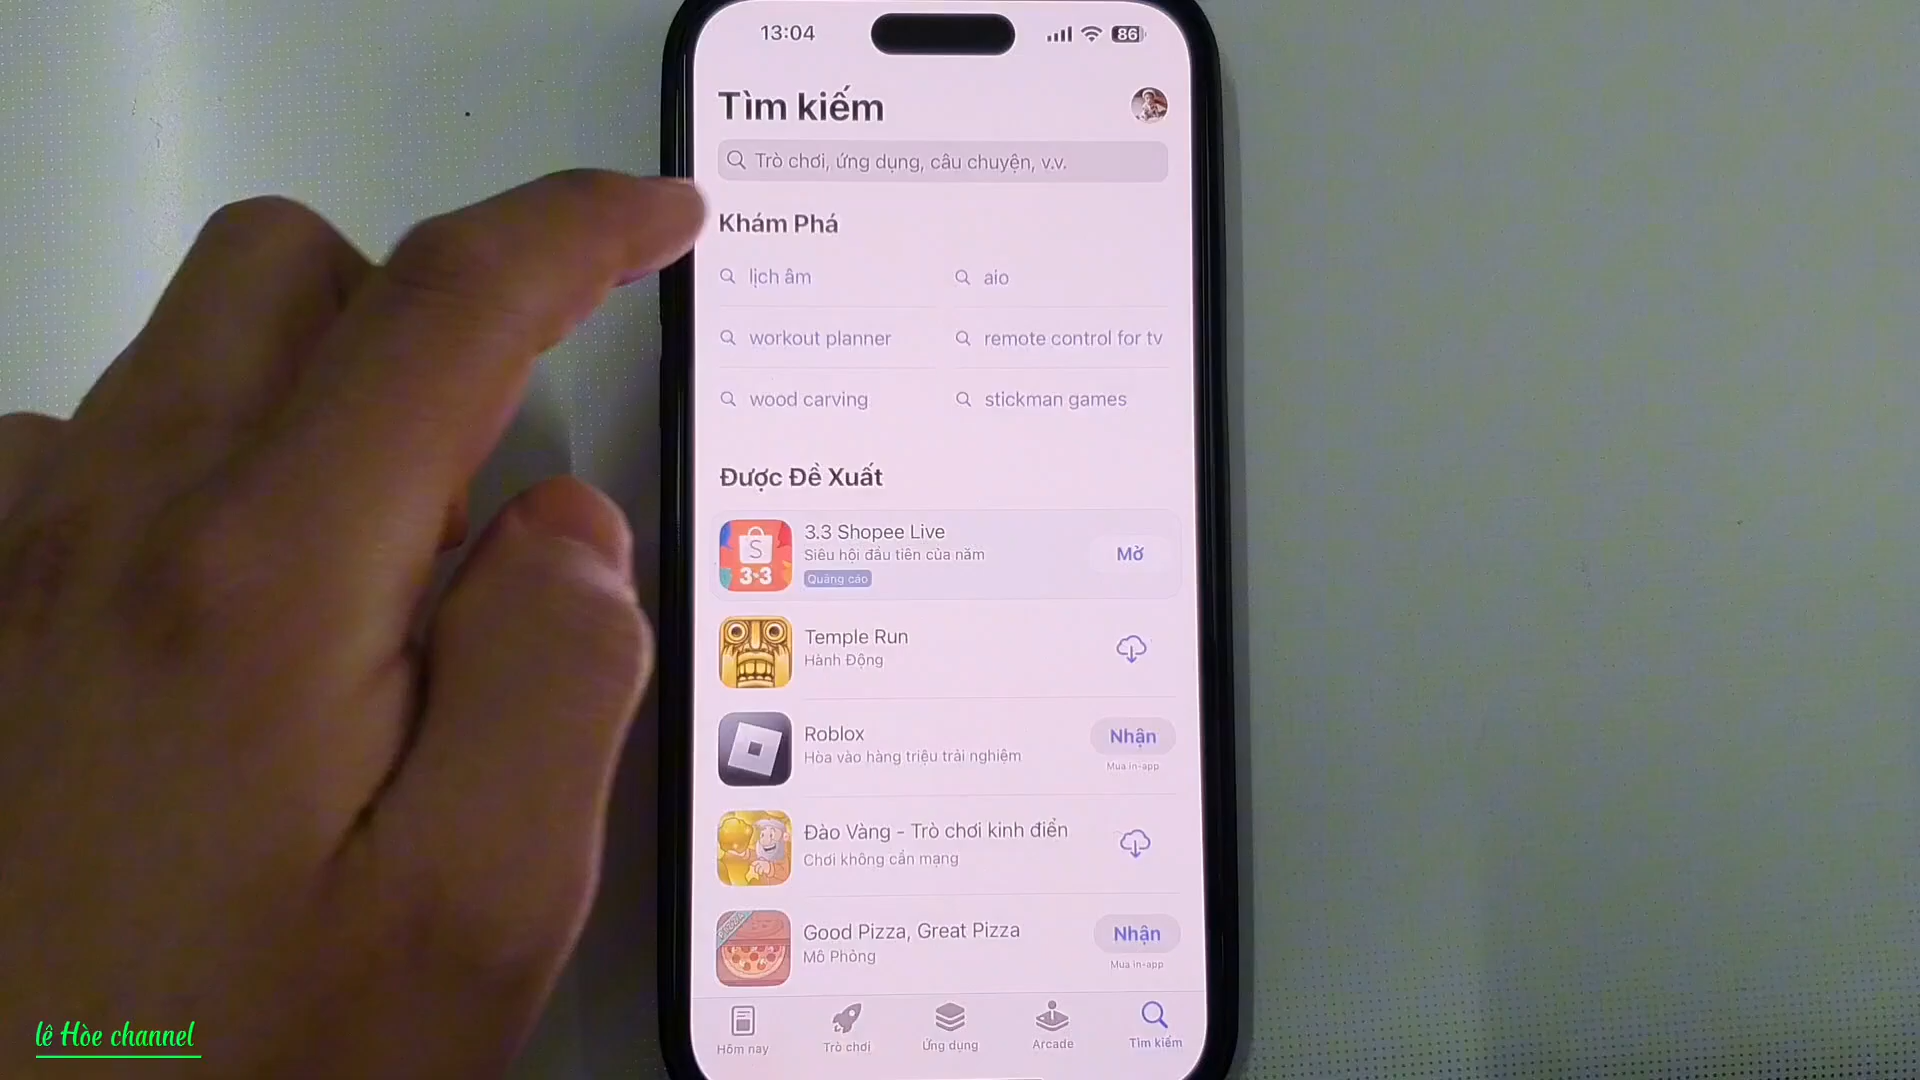 13:04
86
Tìm kiếm
Trò chơi, ứng dụng, câu chuyện, v.v.
Khám Phá
lịch âm
aio
workout planner
remote control for tv
wood carving
stickman games
Được Đề Xuất
3.3 Shopee Live
Siêu hội đầu tiên của năm
Quảng cáo
Mở
S
3.3
Temple Run
Hành Động
Roblox
Hòa vào hàng triệu trải nghiệm
Nhận
Mua in-app
Đào Vàng - Trò chơi kinh điển
Chơi không cần mạng
Good Pizza, Great Pizza
Mô Phỏng
Nhận
Mua in-app
Hôm nay
Trò chơi
Ứng dụng
Arcade
Tìm kiếm
lê Hòe channel